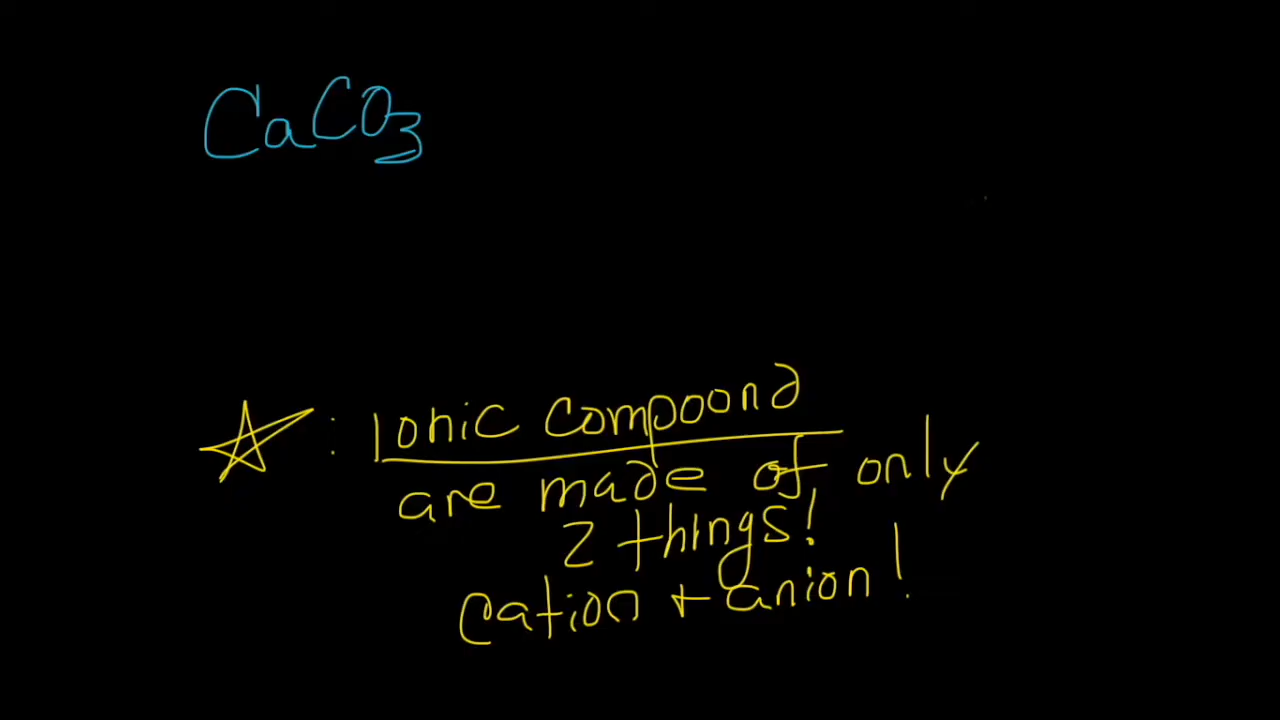 CaCO3
☆: Ionic compound
are made of only
2 things!
cation + anion!